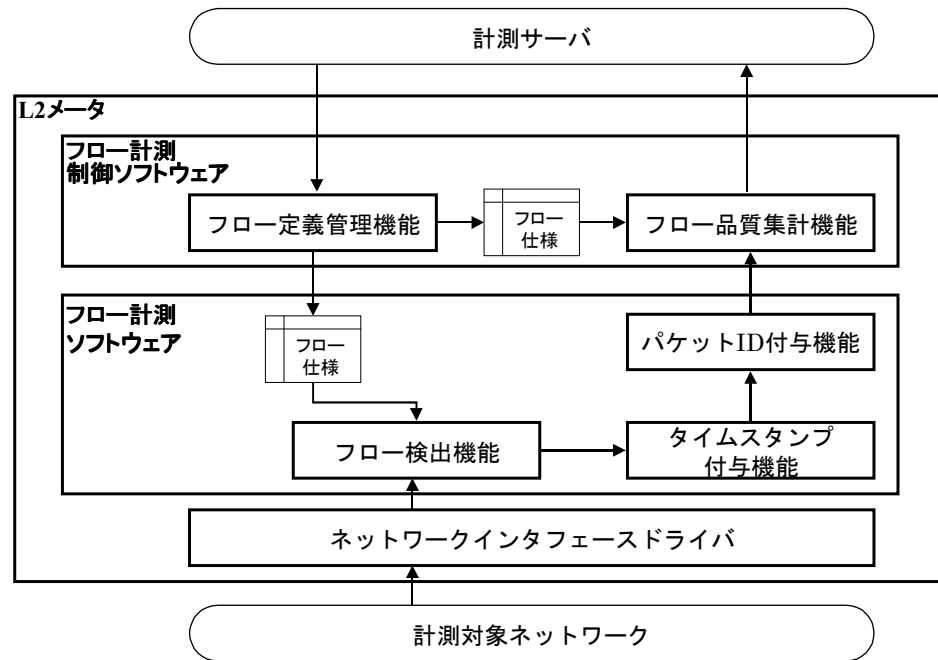 計測サーバ
L2メータ
フロー計測
制御ソフトウェア
フロー定義管理機能
フロー
仕様
フロー品質集計機能
フロー計測
ソフトウェア
フロー
仕様
パケットID付与機能
フロー検出機能
タイムスタンプ
付与機能
ネットワークインタフェースドライバ
計測対象ネットワーク